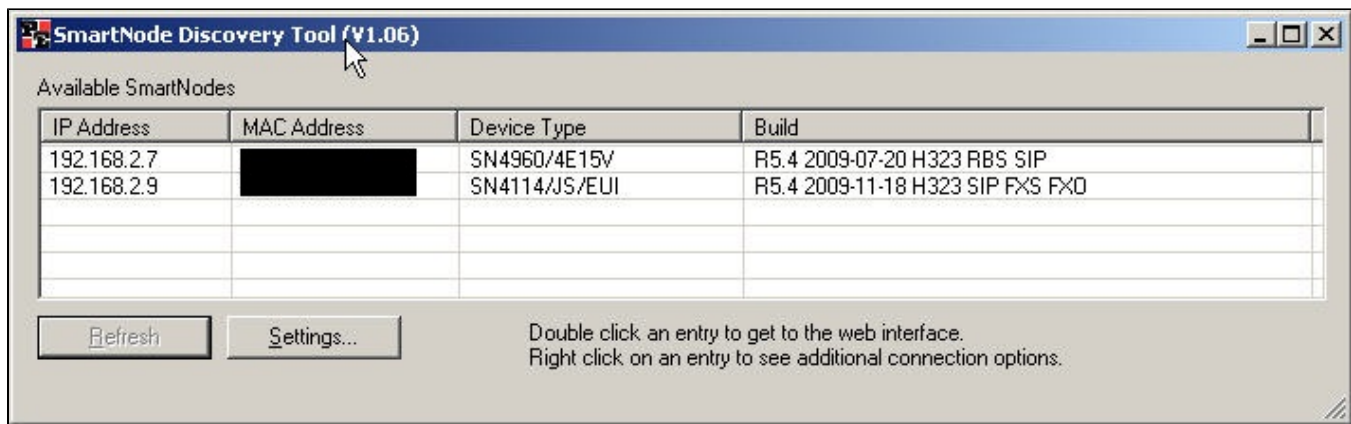 SmartNode Discovery Tool (V1.06)
Available SmartNodes
IP Address MAC Address Device Type Build
192.168.2.7 SN4960/4E15V R5.4 2009-07-20 H323 RBS SIP
192.168.2.9 SN4114/JS/EUI R5.4 2009-11-18 H323 SIP FXS FXO
Refresh Settings... Double click an entry to get to the web interface.
Right click on an entry to see additional connection options.